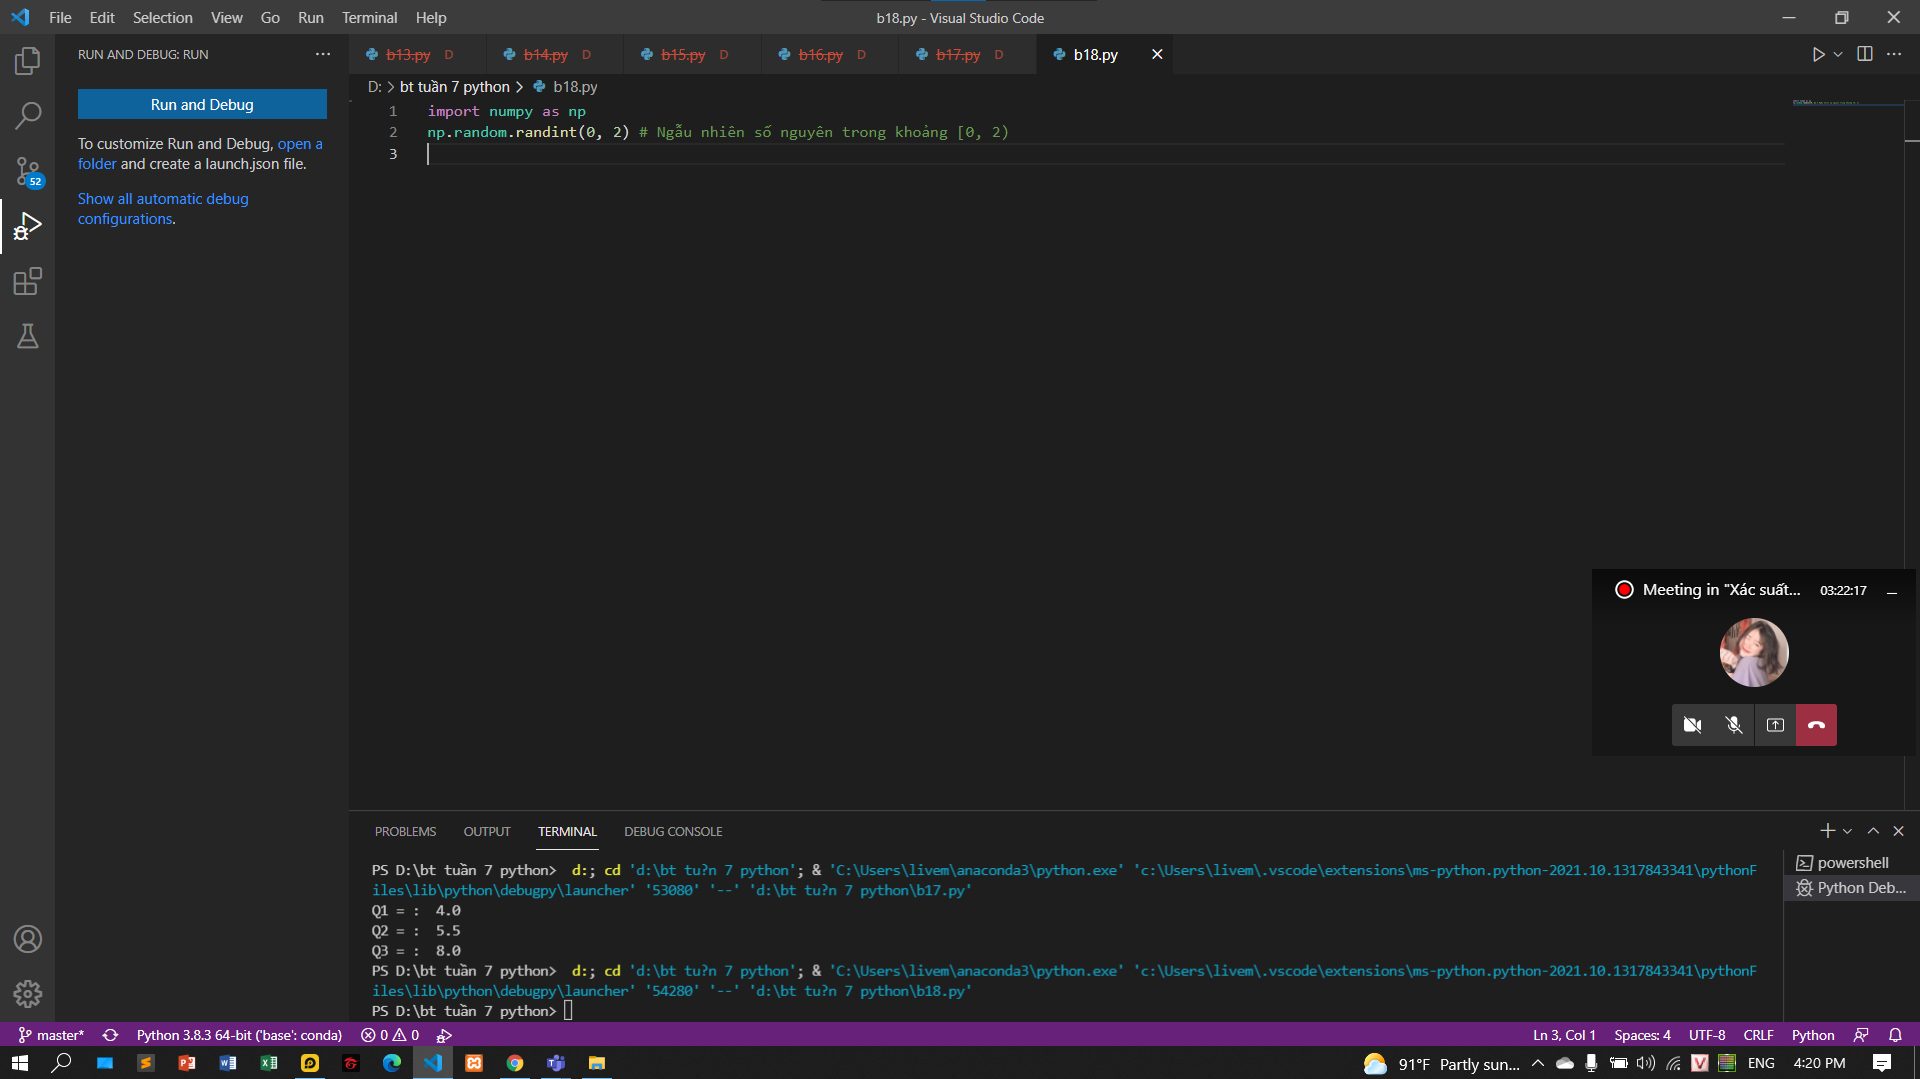 File Edit Selection View Go Run Terminal Help
b18.py - Visual Studio Code
RUN AND DEBUG: RUN
b13.py D b14.py D b15.py D b16.py D b17.py D b18.py
D: > bt tuần 7 python > b18.py
Run and Debug
To customize Run and Debug, open a
folder and create a launch.json file.
Show all automatic debug
configurations.
52
1 import numpy as np
2 np.random.randint(0, 2) # Ngẫu nhiên số nguyên trong khoảng [0, 2)
3
Meeting in "Xác suất... 03:22:17
PROBLEMS OUTPUT TERMINAL DEBUG CONSOLE
PS D:\bt tuần 7 python>  d:; cd 'd:\bt tu?n 7 python'; & 'C:\Users\livem\anaconda3\python.exe' 'c:\Users\livem\.vscode\extensions\ms-python.python-2021.10.1317843341\pythonF
iles\lib\python\debugpy\launcher' '53080' '--' 'd:\bt tu?n 7 python\b17.py'
Q1 = :  4.0
Q2 = :  5.5
Q3 = :  8.0
PS D:\bt tuần 7 python>  d:; cd 'd:\bt tu?n 7 python'; & 'C:\Users\livem\anaconda3\python.exe' 'c:\Users\livem\.vscode\extensions\ms-python.python-2021.10.1317843341\pythonF
iles\lib\python\debugpy\launcher' '54280' '--' 'd:\bt tu?n 7 python\b18.py'
PS D:\bt tuần 7 python>
powershell
Python Deb...
master* Python 3.8.3 64-bit ('base': conda) 0 0
Ln 3, Col 1 Spaces: 4 UTF-8 CRLF Python
91°F Partly sun... ENG 4:20 PM